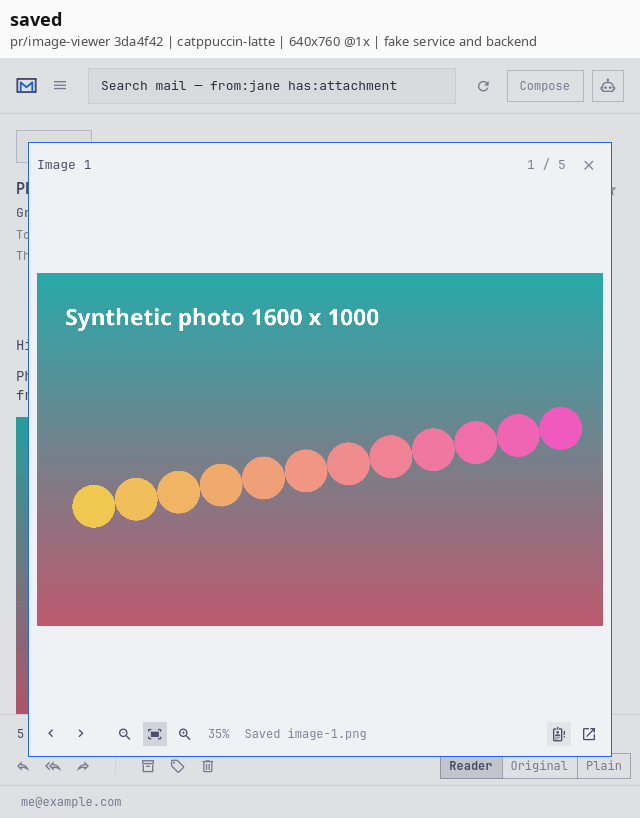 saved
pr/image-viewer 3da4f42 | catppuccin-latte | 640x760 @1x | fake service and backend
Search mail — from:jane has:attachment
Compose
Image 1
1 / 5
Synthetic photo 1600 x 1000
35%
Saved image-1.png
5
Reader
Original
Plain
me@example.com